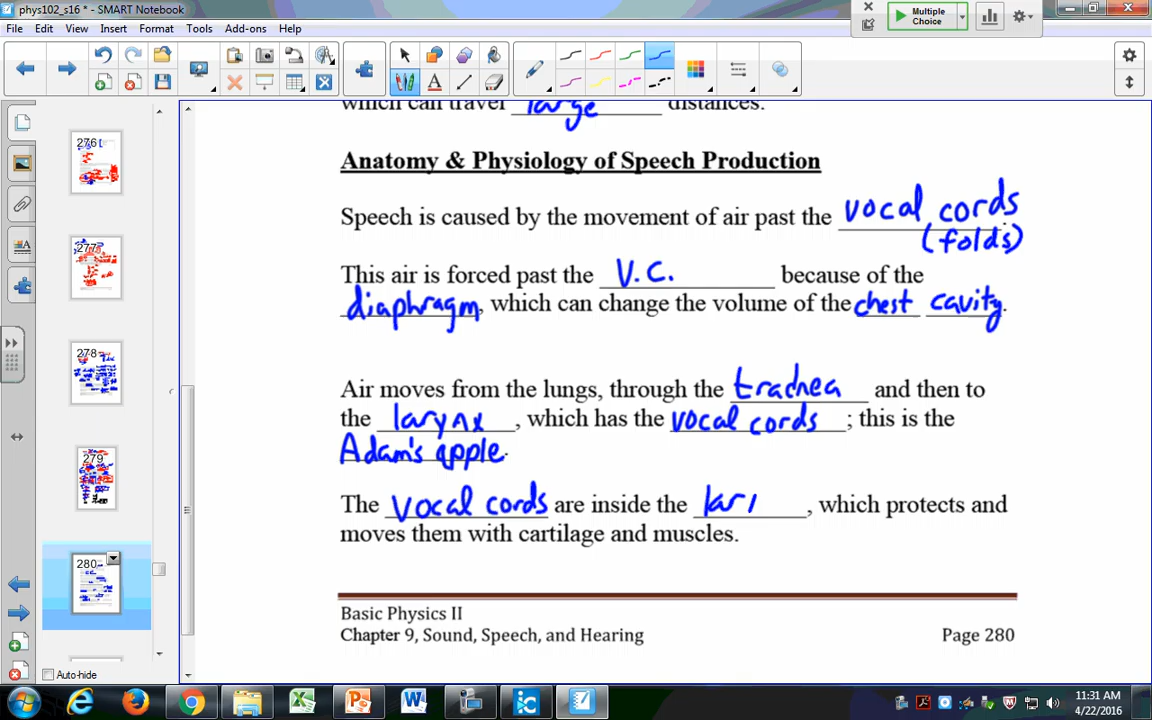 phys102_s16 * - SMART Notebook
File Edit View Insert Format Tools Add-ons Help
Multiple Choice
which can travel large distances.
Anatomy & Physiology of Speech Production
Speech is caused by the movement of air past the vocal cords
(folds)
This air is forced past the V.C. because of the
diaphragm, which can change the volume of the chest cavity.
Air moves from the lungs, through the trachea and then to
the larynx, which has the vocal cords; this is the
Adam's apple.
The vocal cords are inside the lar, which protects and
moves them with cartilage and muscles.
Basic Physics II
Chapter 9, Sound, Speech, and Hearing Page 280
276
277
278
279
280
Auto-hide
11:31 AM
4/22/2016